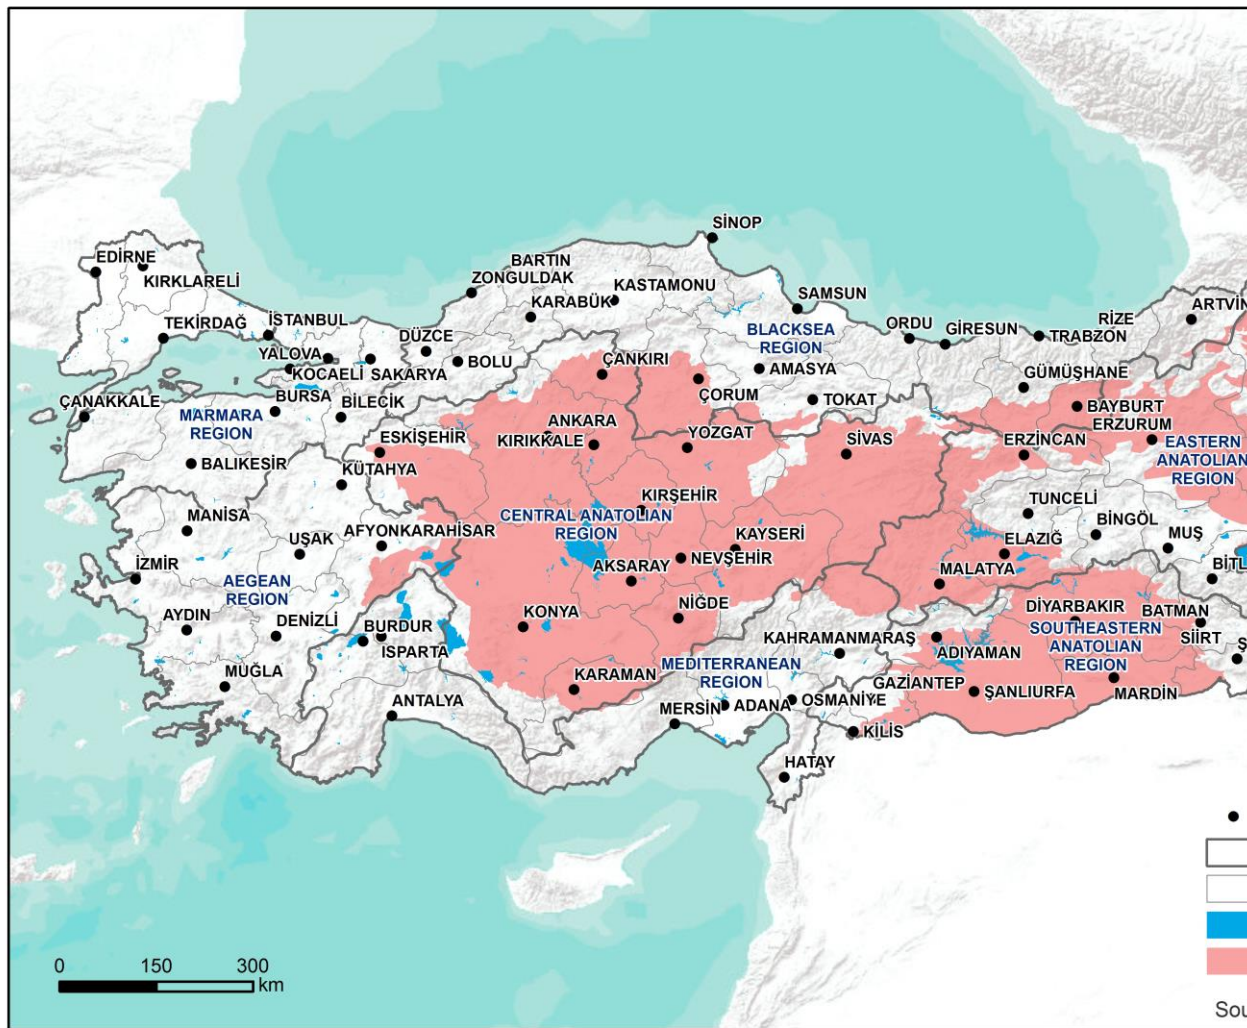 SİNOP
EDİRNE
KIRKLARELİ
BARTIN
ZONGULDAK
KASTAMONU
KARABÜK
SAMSUN
ARTVİN
TEKİRDAĞ
İSTANBUL
DÜZCE
BLACKSEA
REGION
ORDU
GİRESUN
RİZE
TRABZON
YALOVA
KOCAELİ
SAKARYA
BOLU
ÇANKIRI
AMASYA
GÜMÜŞHANE
ÇANAKKALE
MARMARA
REGION
BURSA
BİLECİK
ÇORUM
TOKAT
BAYBURT
ERZURUM
ANKARA
KIRIKKALE
ESKİŞEHİR
YOZGAT
SİVAS
ERZİNCAN
EASTERN
ANATOLIAN
REGION
BALIKESİR
KÜTAHYA
TUNCELİ
BİNGÖL
MUŞ
MANİSA
UŞAK
AFYONKARAHİSAR
CENTRAL ANATOLIAN
REGION
KIRŞEHİR
KAYSERİ
NEVŞEHİR
AKSARAY
ELAZIĞ
MALATYA
BİTL
İZMİR
AEGEAN
REGION
AYDIN
DENİZLİ
BURDUR
ISPARTA
KONYA
NİĞDE
KAHRAMANMARAŞ
DİYARBAKIR
BATMAN
SİİRT
SOUTHEASTERN
ANATOLIAN
REGION
ADIYAMAN
Ş
MUĞLA
ANTALYA
KARAMAN
MEDITERRANEAN
REGION
GAZİANTEP
ŞANLIURFA
MARDİN
MERSİN
ADANA
OSMANİYE
KİLİS
HATAY
0 150 300
km
Sou